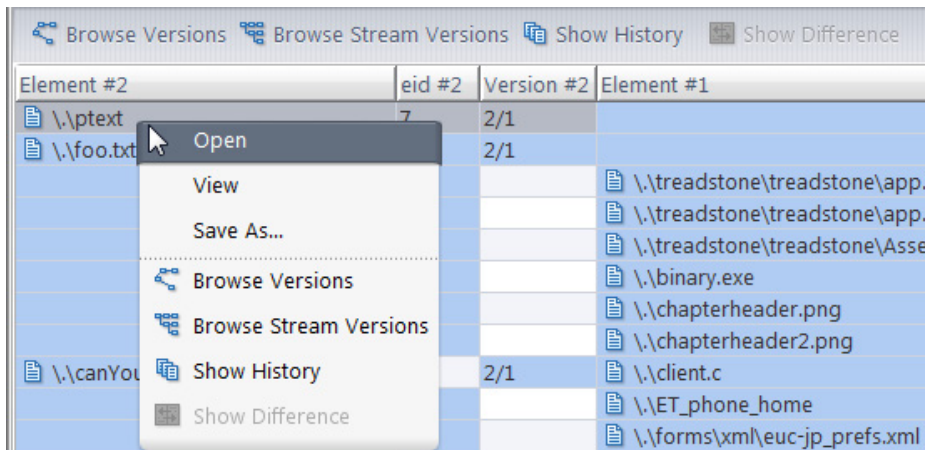 Browse Versions Browse Stream Versions Show History Show Difference
Element #2 eid #2 Version #2 Element #1
\.\ptext 7 2/1
\.\foo.txt 2/1
\.\treadstone\treadstone\app.
\.\treadstone\treadstone\app.
\.\treadstone\treadstone\Asse
\.\binary.exe
\.\chapterheader.png
\.\chapterheader2.png
\.\canYou 2/1 \.\client.c
\.\ET_phone_home
\.\forms\xml\euc-jp_prefs.xml
Open
View
Save As...
Browse Versions
Browse Stream Versions
Show History
Show Difference